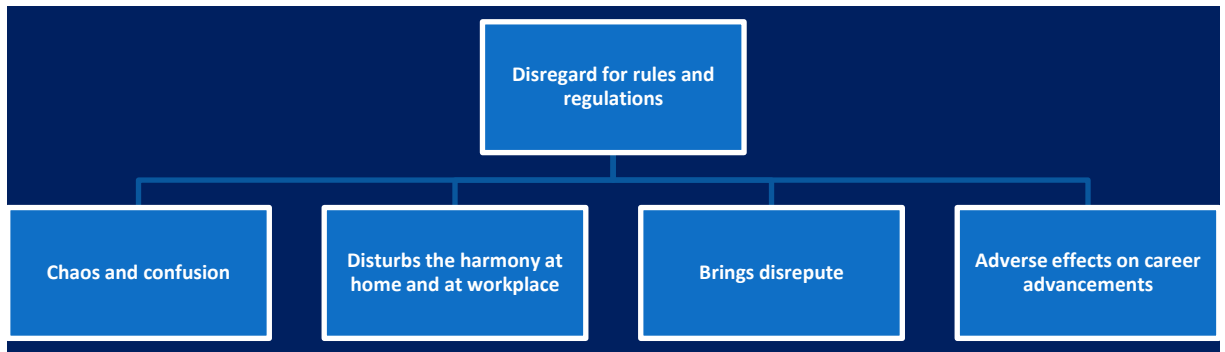 Disregard for rules and
regulations
Chaos and confusion
Disturbs the harmony at
home and at workplace
Brings disrepute
Adverse effects on career
advancements